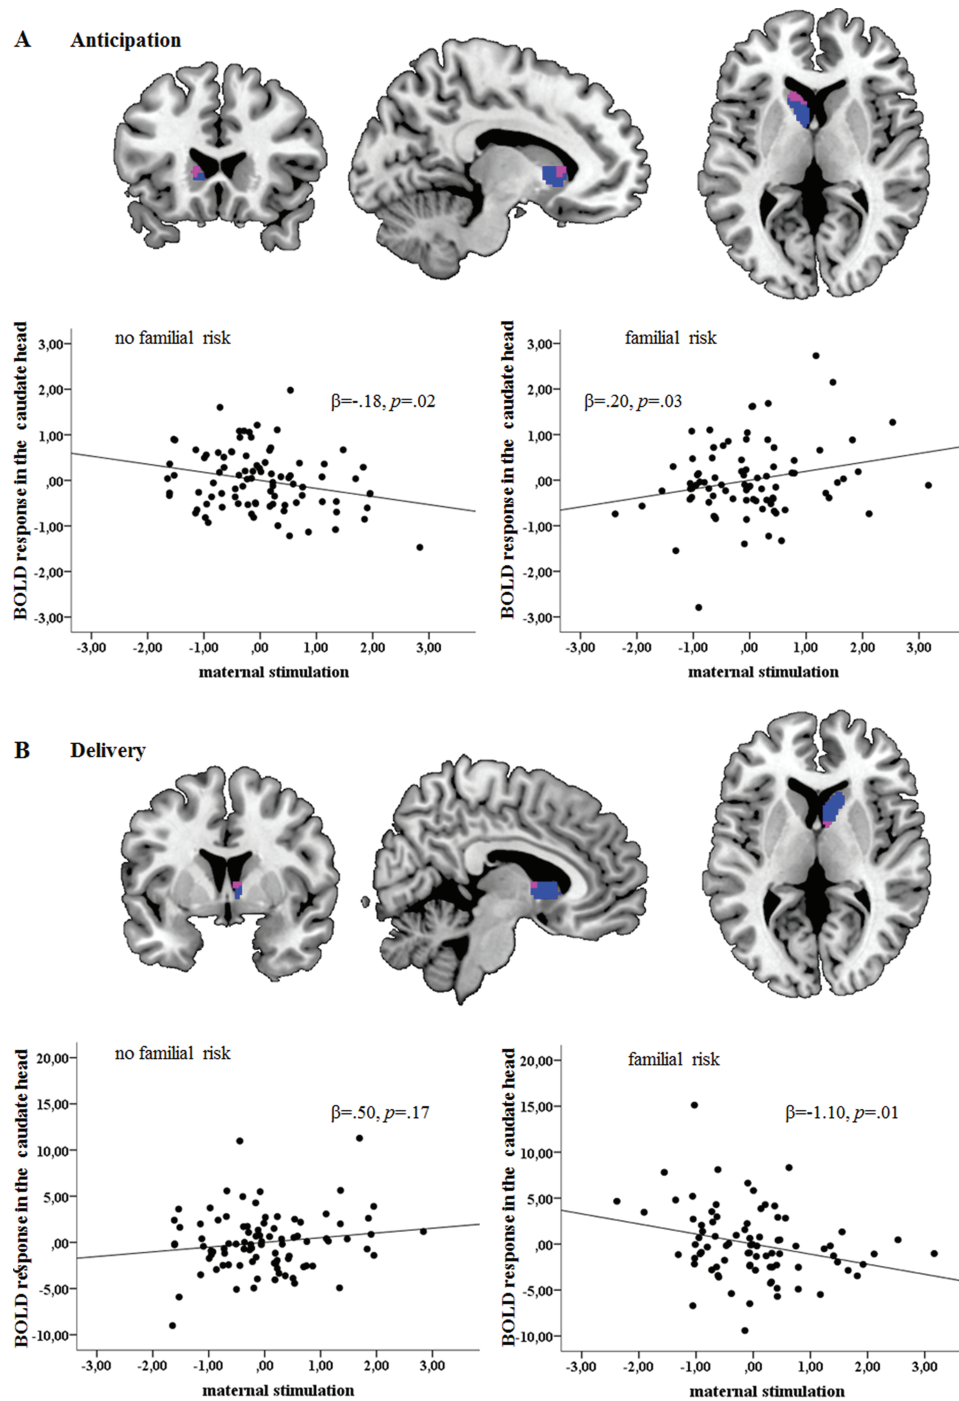 A Anticipation
no familial risk
β=-.18, p=.02
BOLD response in the caudate head
3,00
2,00
1,00
,00
-1,00
-2,00
-3,00
-3,00 -2,00 -1,00 ,00 1,00 2,00 3,00
maternal stimulation
familial risk
β=.20, p=.03
BOLD response in the caudate head
3,00
2,00
1,00
,00
-1,00
-2,00
-3,00
-3,00 -2,00 -1,00 ,00 1,00 2,00 3,00
maternal stimulation
B Delivery
no familial risk
β=.50, p=.17
BOLD response in the caudate head
20,00
15,00
10,00
5,00
,00
-5,00
-10,00
-3,00 -2,00 -1,00 ,00 1,00 2,00 3,00
maternal stimulation
familial risk
β=-1.10, p=.01
BOLD response in the caudate head
20,00
15,00
10,00
5,00
,00
-5,00
-10,00
-3,00 -2,00 -1,00 ,00 1,00 2,00 3,00
maternal stimulation